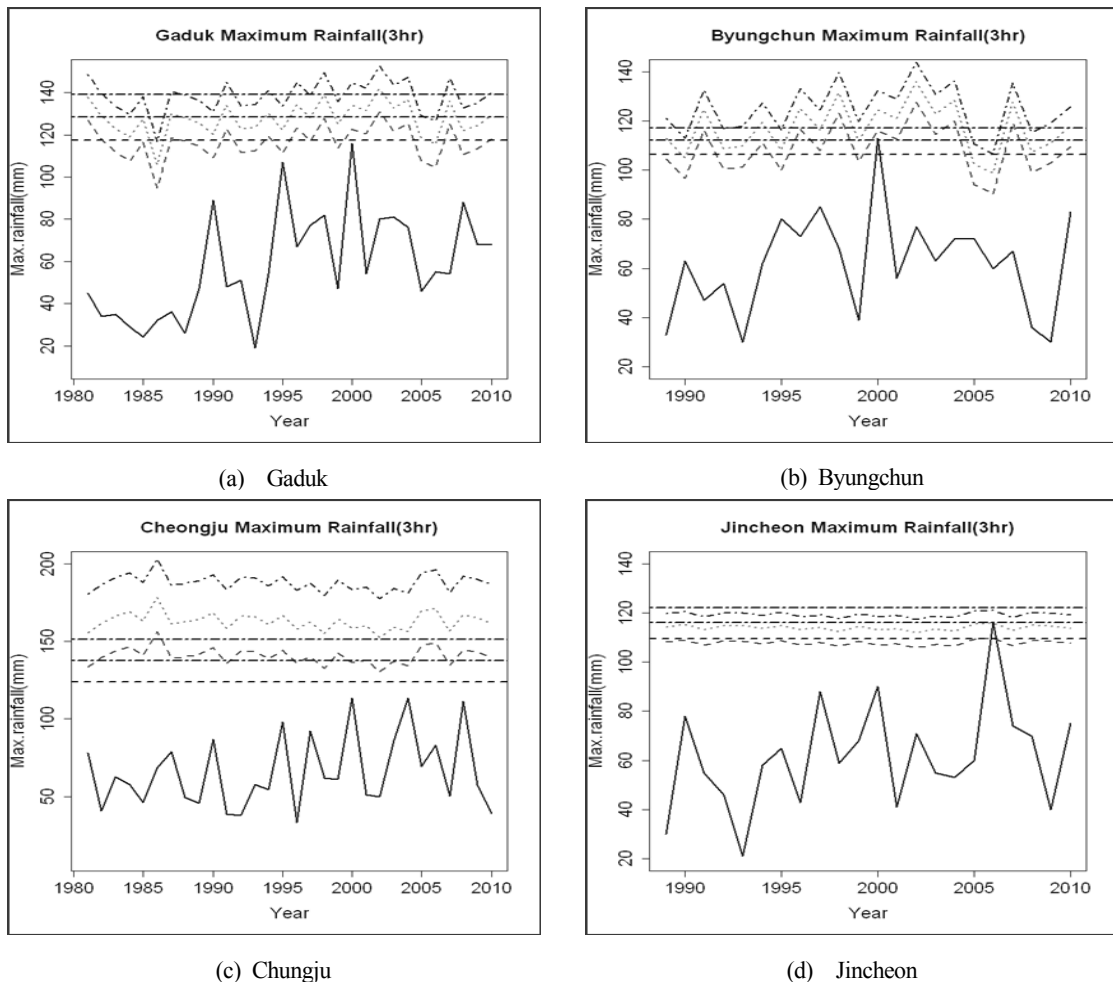 Gaduk Maximum Rainfall(3hr)
Max.rainfall(mm)
140
120
100
80
60
40
20
1980 1985 1990 1995 2000 2005 2010
Year
(a) Gaduk
Byungchun Maximum Rainfall(3hr)
Max.rainfall(mm)
140
120
100
80
60
40
20
1990 1995 2000 2005 2010
Year
(b) Byungchun
Cheongju Maximum Rainfall(3hr)
Max.rainfall(mm)
200
150
100
50
1980 1985 1990 1995 2000 2005 2010
Year
(c) Chungju
Jincheon Maximum Rainfall(3hr)
Max.rainfall(mm)
140
120
100
80
60
40
20
1990 1995 2000 2005 2010
Year
(d) Jincheon